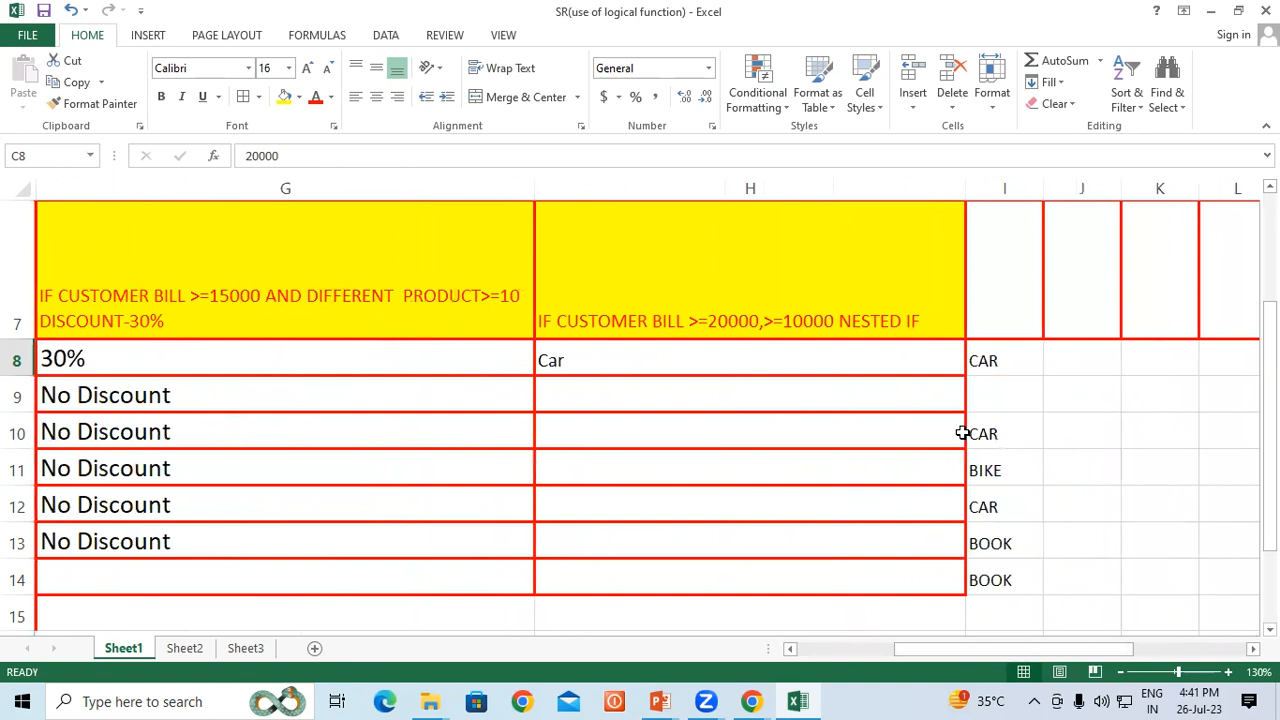 SR(use of logical function) - Excel
FILE HOME INSERT PAGE LAYOUT FORMULAS DATA REVIEW VIEW Sign in
Paste Cut Copy Format Painter Clipboard
Calibri 16 B I U A Font
Wrap Text Merge & Center Alignment
General $ % , Number
Conditional Formatting Format as Table Cell Styles Styles
Insert Delete Format Cells
AutoSum Fill Clear Sort & Filter Find & Select Editing
C8 fx 20000
G H I J K L
7 IF CUSTOMER BILL >=15000 AND DIFFERENT PRODUCT>=10
DISCOUNT-30% IF CUSTOMER BILL >=20000,>=10000 NESTED IF
8 30% Car CAR
9 No Discount
10 No Discount CAR
11 No Discount BIKE
12 No Discount CAR
13 No Discount BOOK
14 BOOK
15
Sheet1 Sheet2 Sheet3
READY 130%
Type here to search 35°C ENG IN 4:41 PM 26-Jul-23